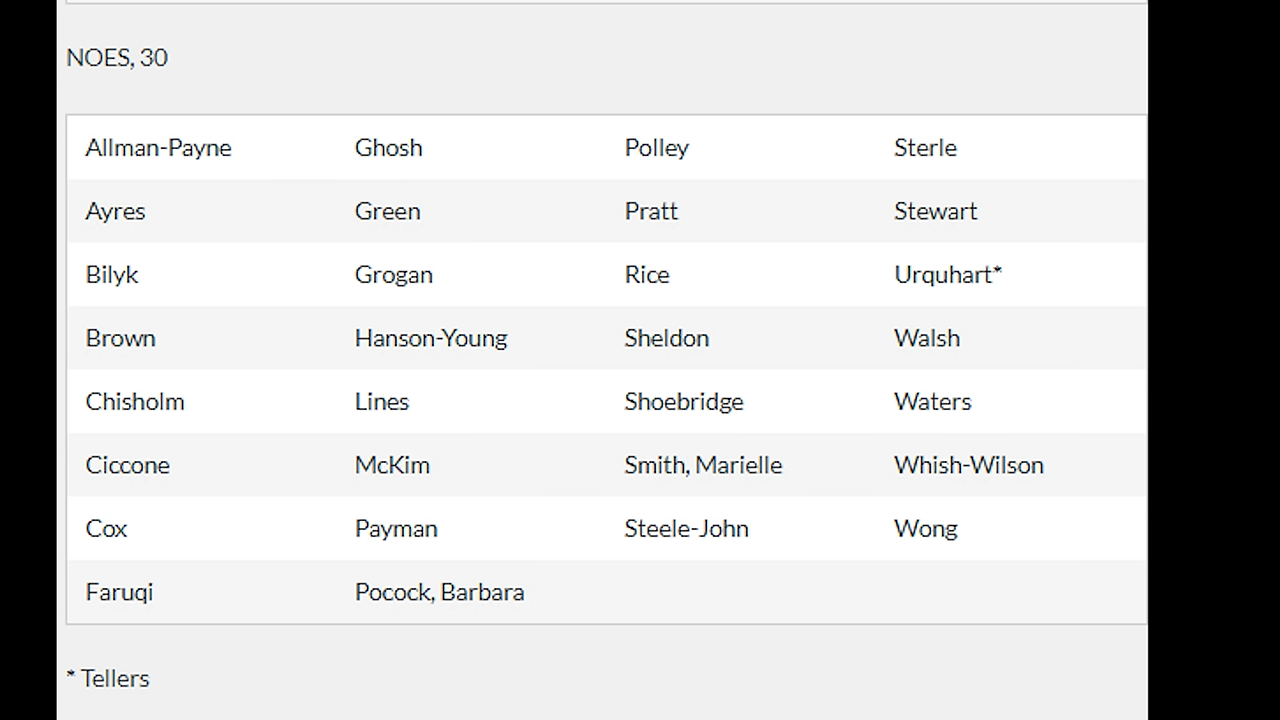 NOES, 30
Allman-Payne Ghosh Polley Sterle
Ayres Green Pratt Stewart
Bilyk Grogan Rice Urquhart*
Brown Hanson-Young Sheldon Walsh
Chisholm Lines Shoebridge Waters
Ciccone McKim Smith, Marielle Whish-Wilson
Cox Payman Steele-John Wong
Faruqi Pocock, Barbara
* Tellers